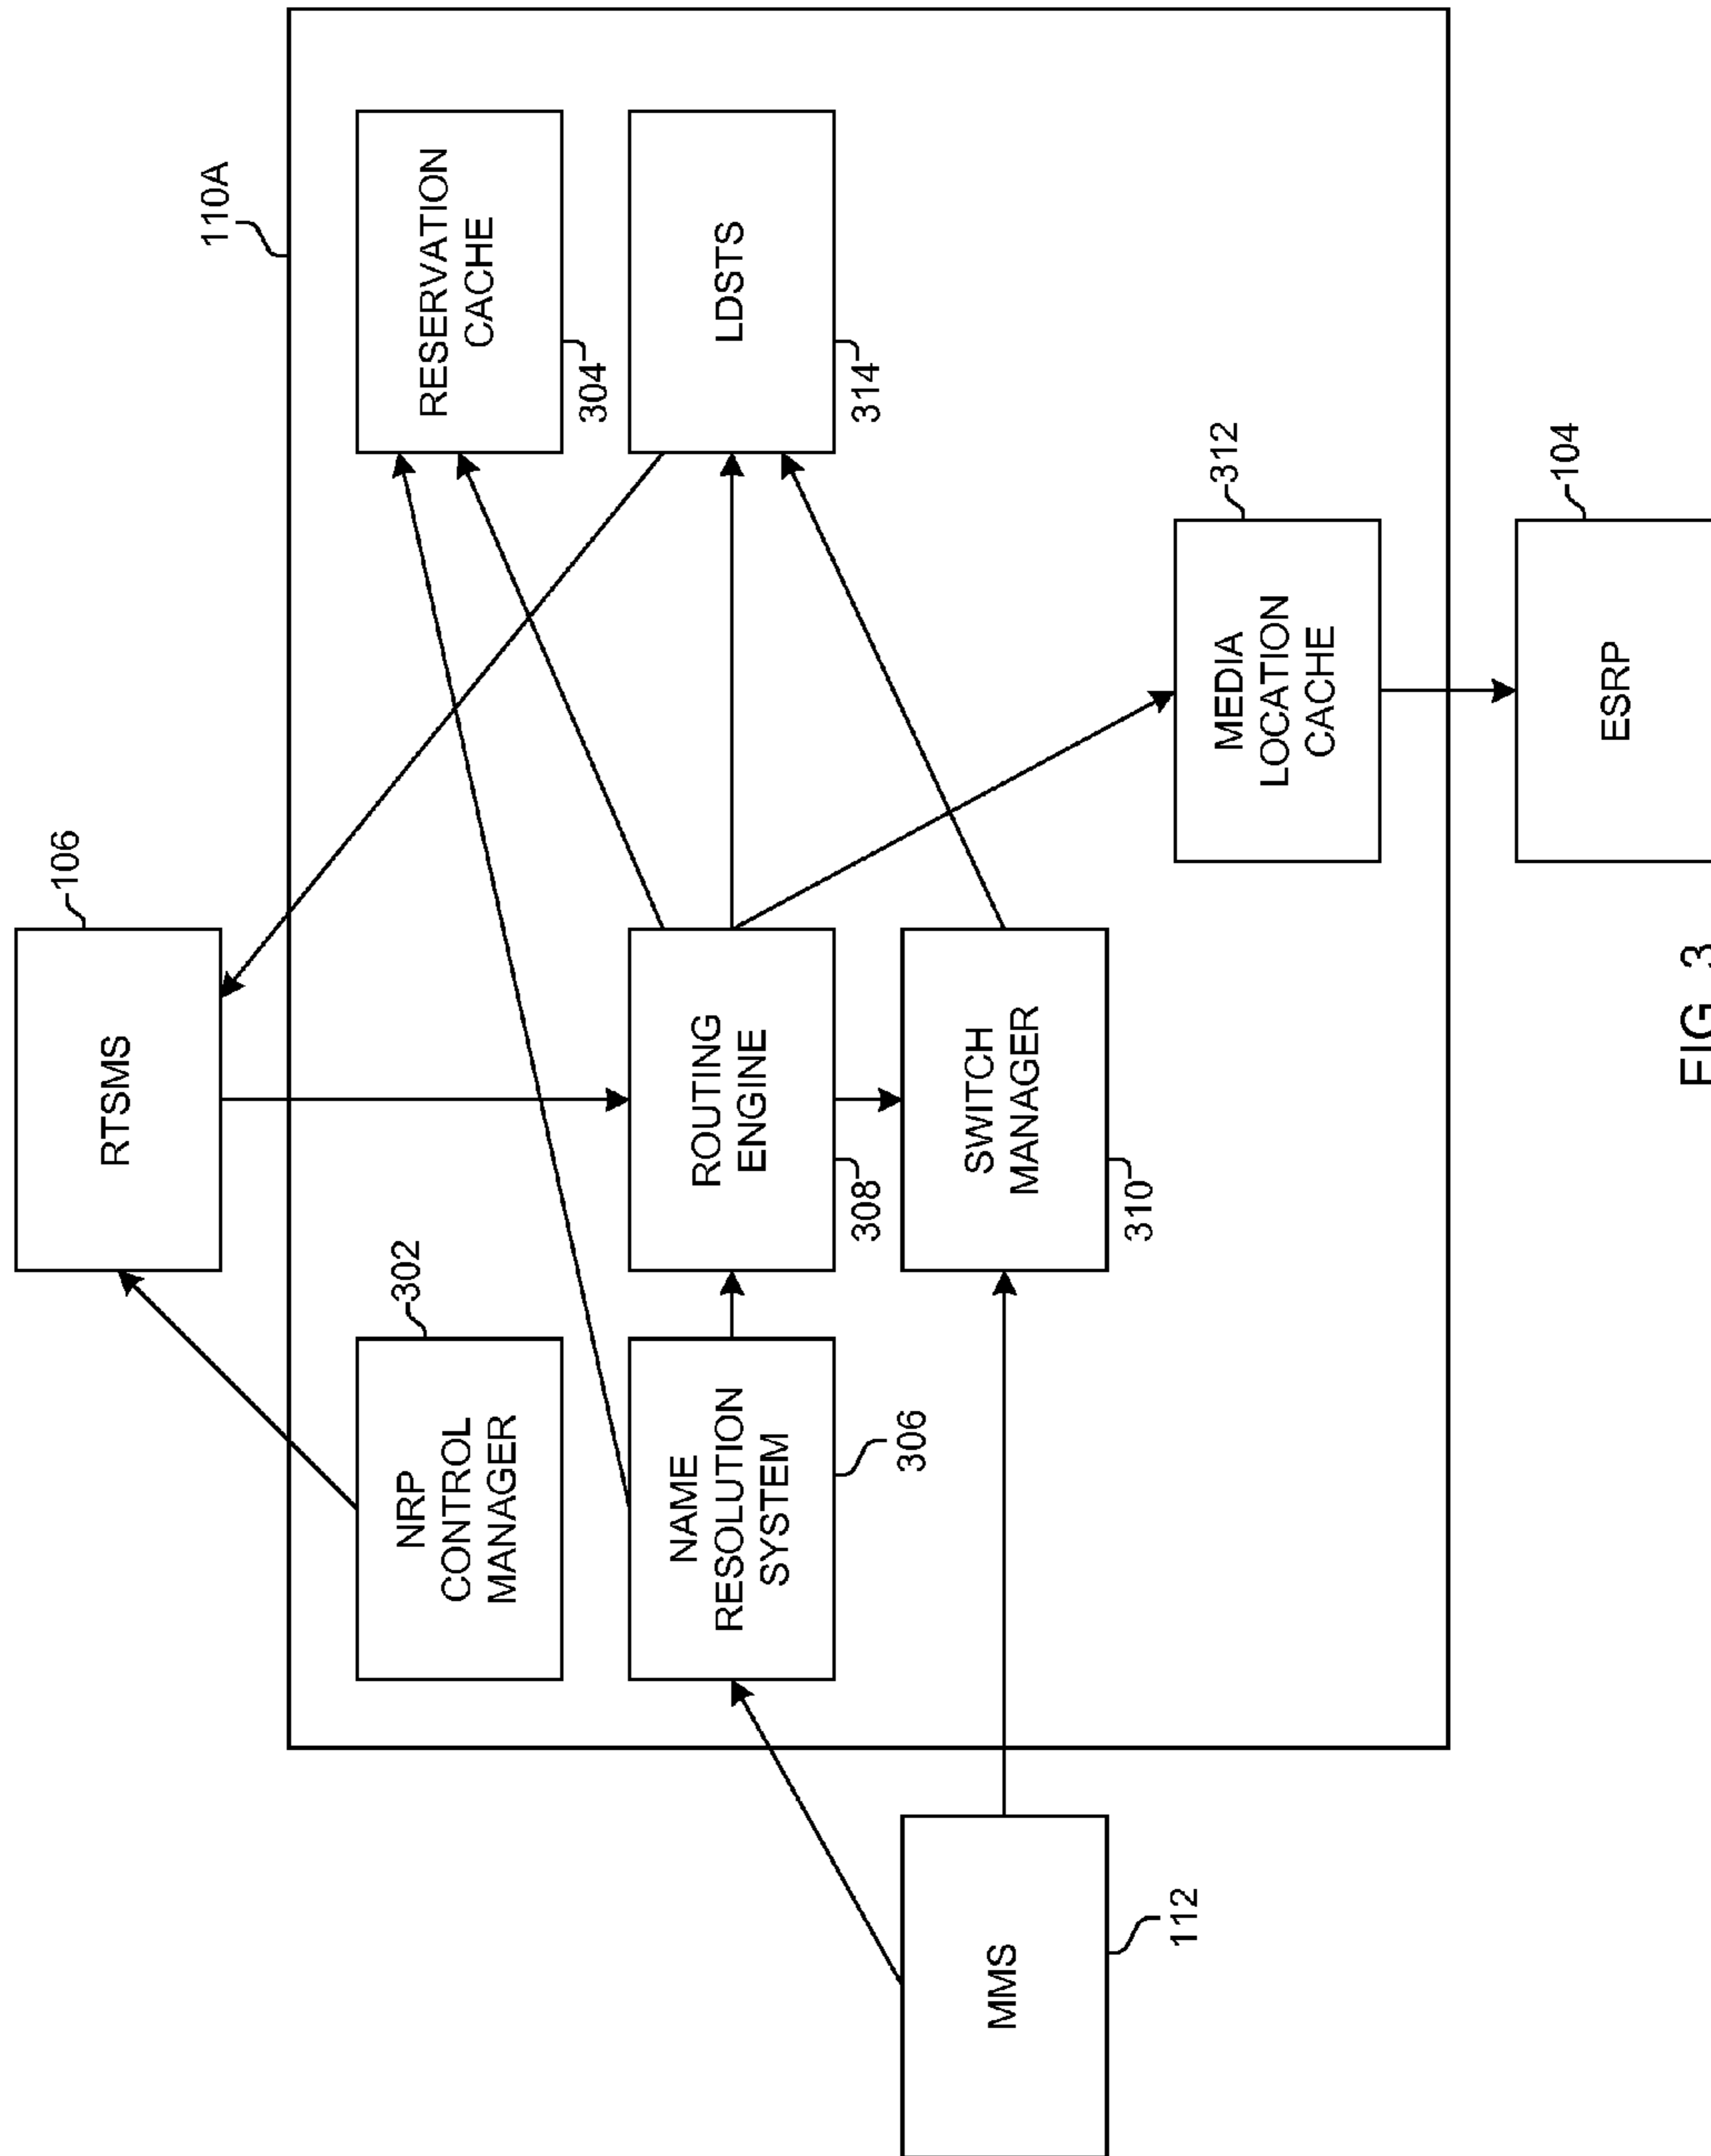 RTSMS
106
110A
NRP
CONTROL
MANAGER
302
RESERVATION
CACHE
304
NAME
RESOLUTION
SYSTEM
306
ROUTING
ENGINE
308
LDSTS
314
MMS
112
SWITCH
MANAGER
310
MEDIA
LOCATION
CACHE
312
ESRP
104
FIG. 3